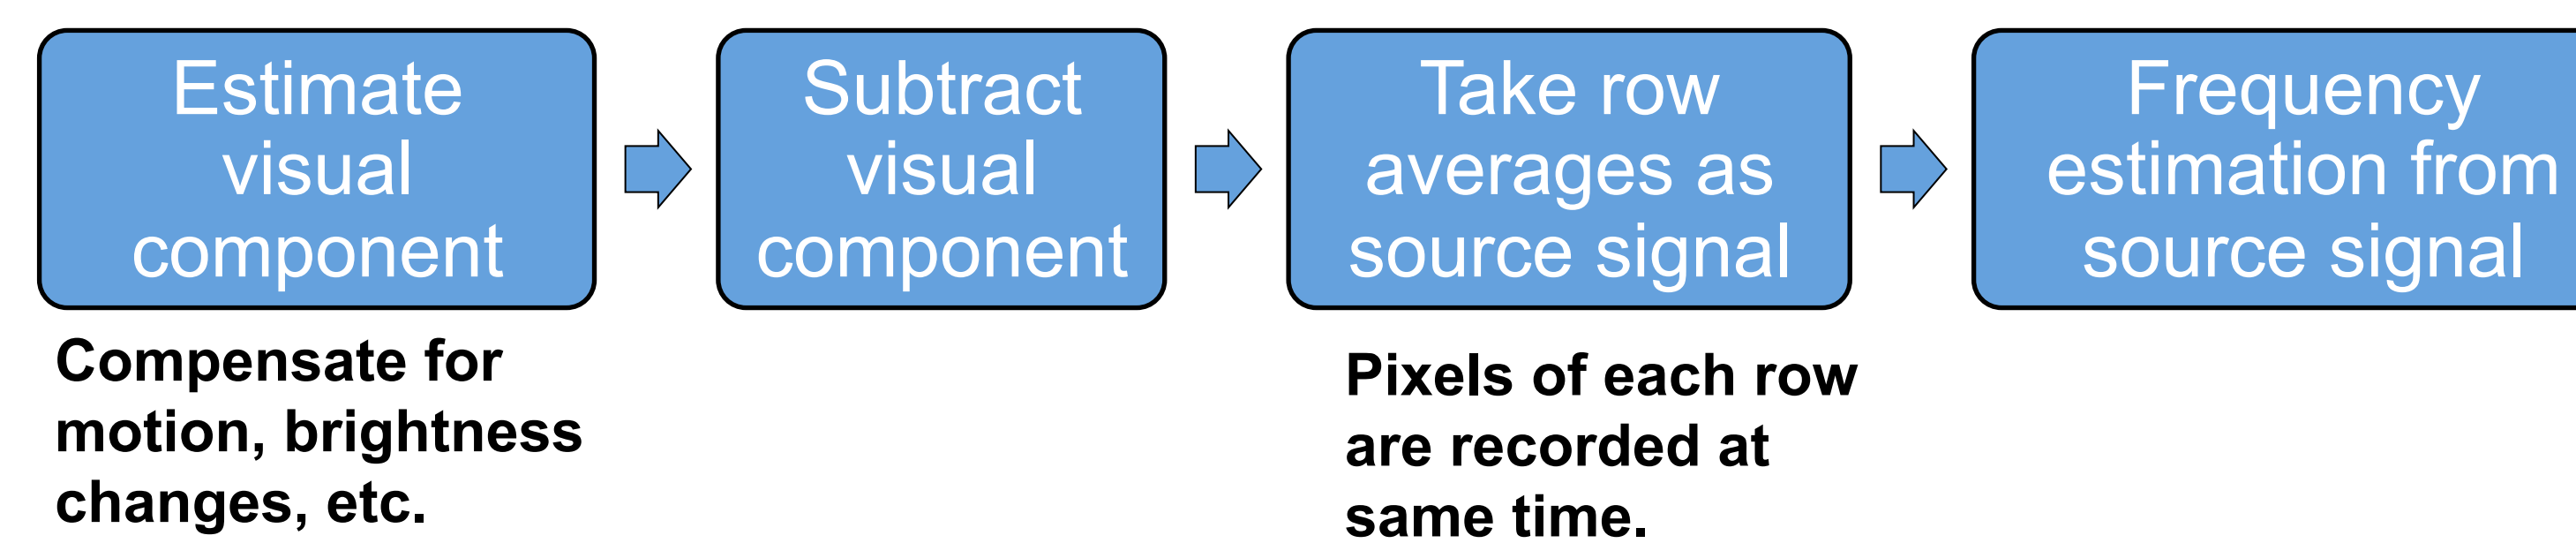 Estimate
visual
component
Subtract
visual
component
Take row
averages as
source signal
Frequency
estimation from
source signal
Compensate for
motion, brightness
changes, etc.
Pixels of each row
are recorded at
same time.